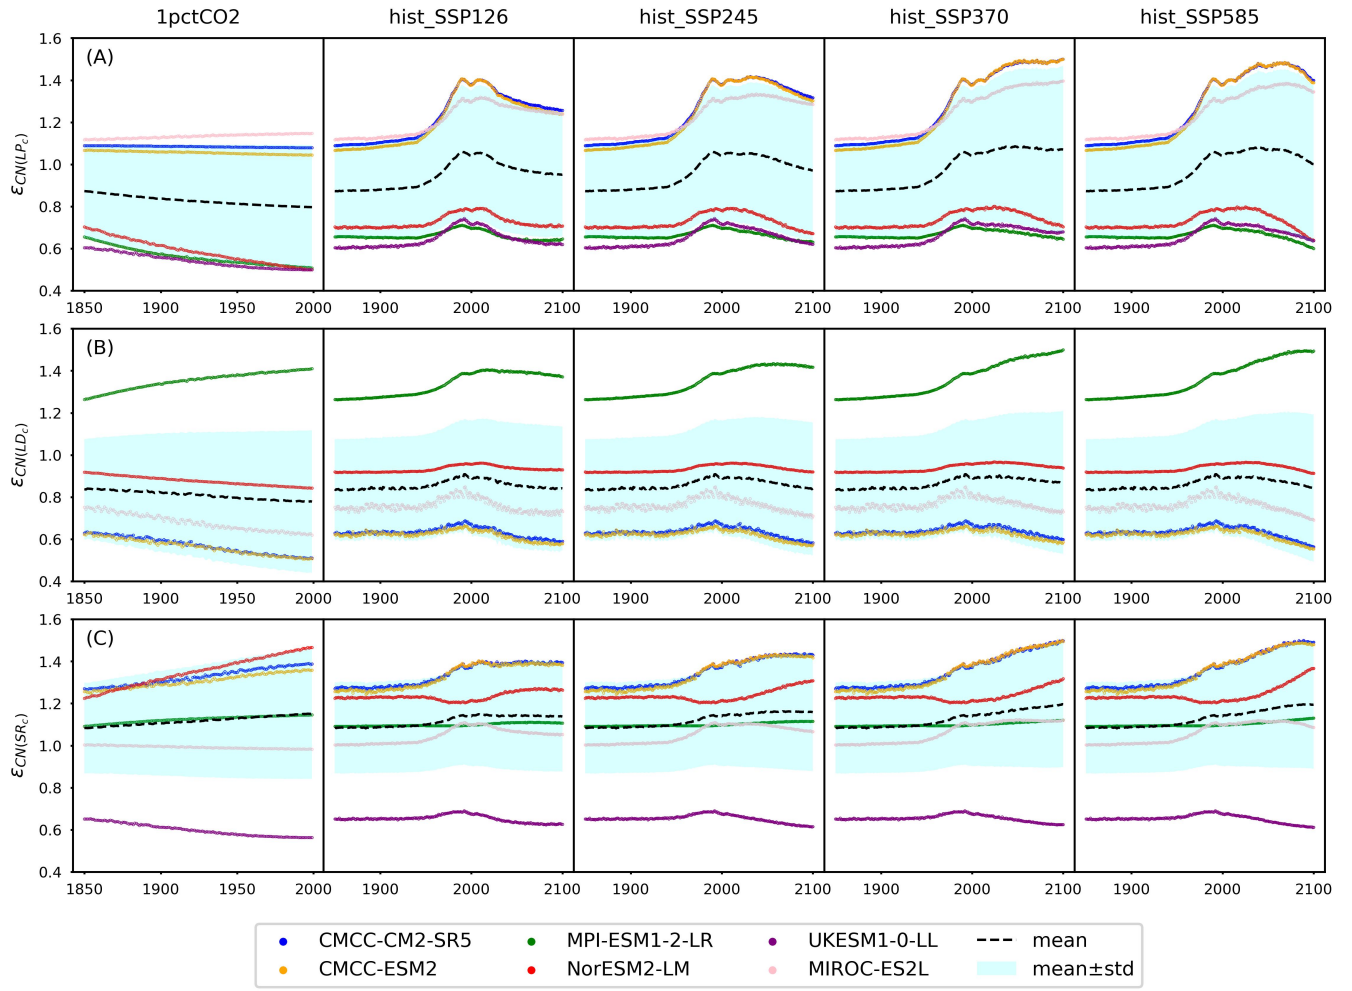 1pctCO2 hist_SSP126 hist_SSP245 hist_SSP370 hist_SSP585
(A)
1.6
1.4
1.2
1.0
0.8
0.6
0.4
εCN(LPc)
1850 1900 1950 2000 1900 2000 2100 1900 2000 2100 1900 2000 2100 1900 2000 2100
(B)
1.6
1.4
1.2
1.0
0.8
0.6
0.4
εCN(LDc)
1850 1900 1950 2000 1900 2000 2100 1900 2000 2100 1900 2000 2100 1900 2000 2100
(C)
1.6
1.4
1.2
1.0
0.8
0.6
0.4
εCN(SRc)
1850 1900 1950 2000 1900 2000 2100 1900 2000 2100 1900 2000 2100 1900 2000 2100
CMCC-CM2-SR5 MPI-ESM1-2-LR UKESM1-0-LL mean
CMCC-ESM2 NorESM2-LM MIROC-ES2L mean±std